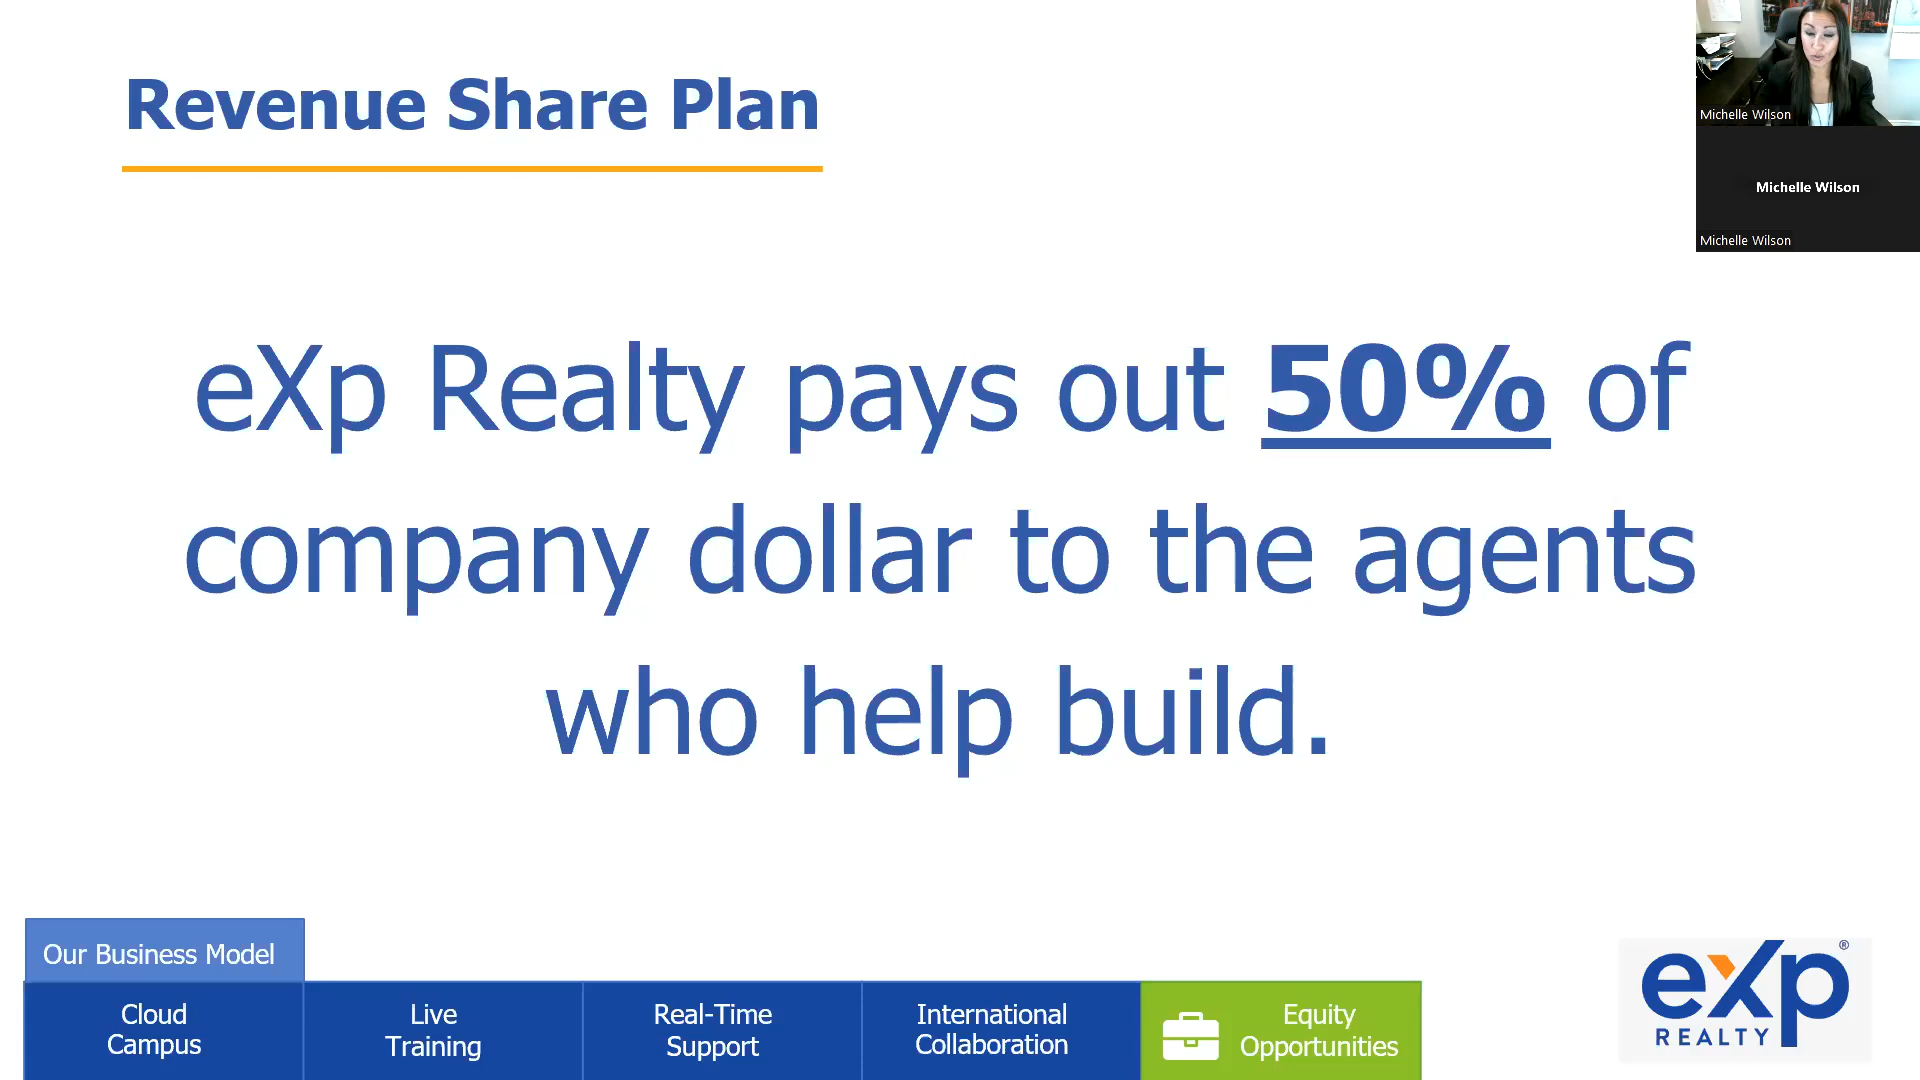 Revenue Share Plan
Michelle Wilson
Michelle Wilson
Michelle Wilson
eXp Realty pays out 50% of
company dollar to the agents
who help build.
Our Business Model
Cloud
Campus
Live
Training
Real-Time
Support
International
Collaboration
Equity
Opportunities
eXp®
REALTY